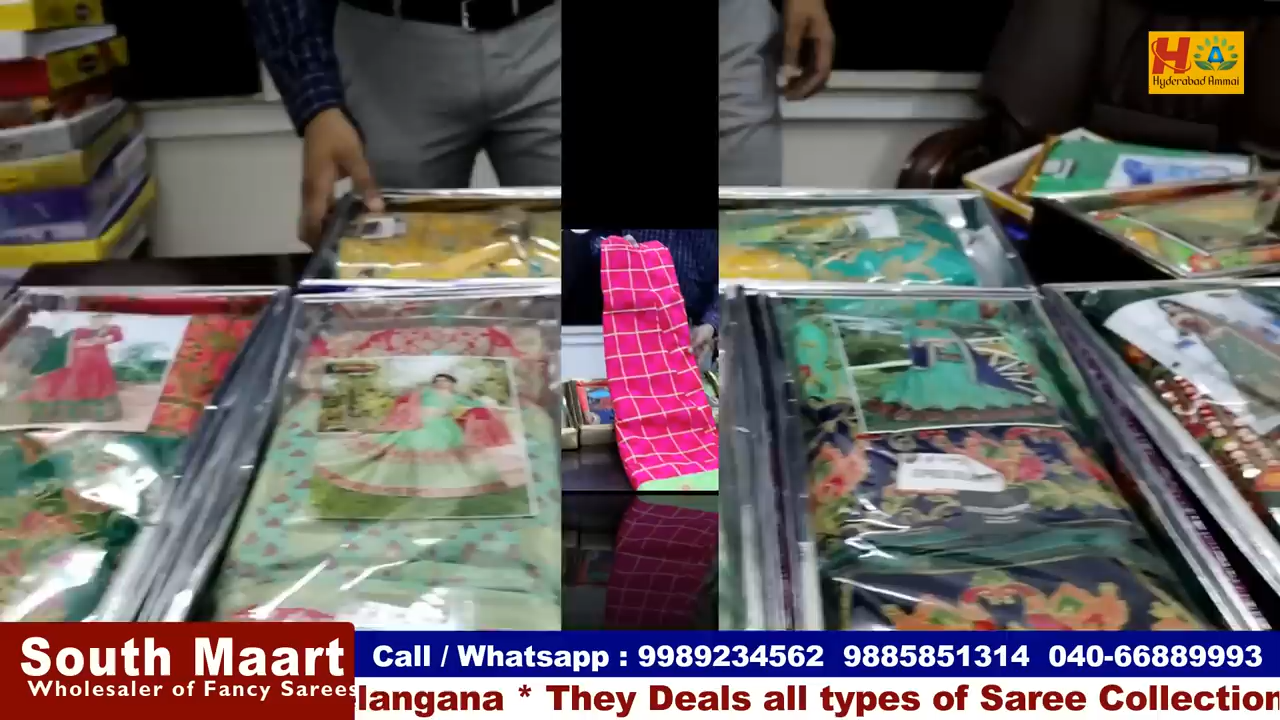 H A
Hyderabad Ammai
South Maart
Wholesaler of Fancy Sarees
Call / Whatsapp : 9989234562 9885851314 040-66889993
langana * They Deals all types of Saree Collection